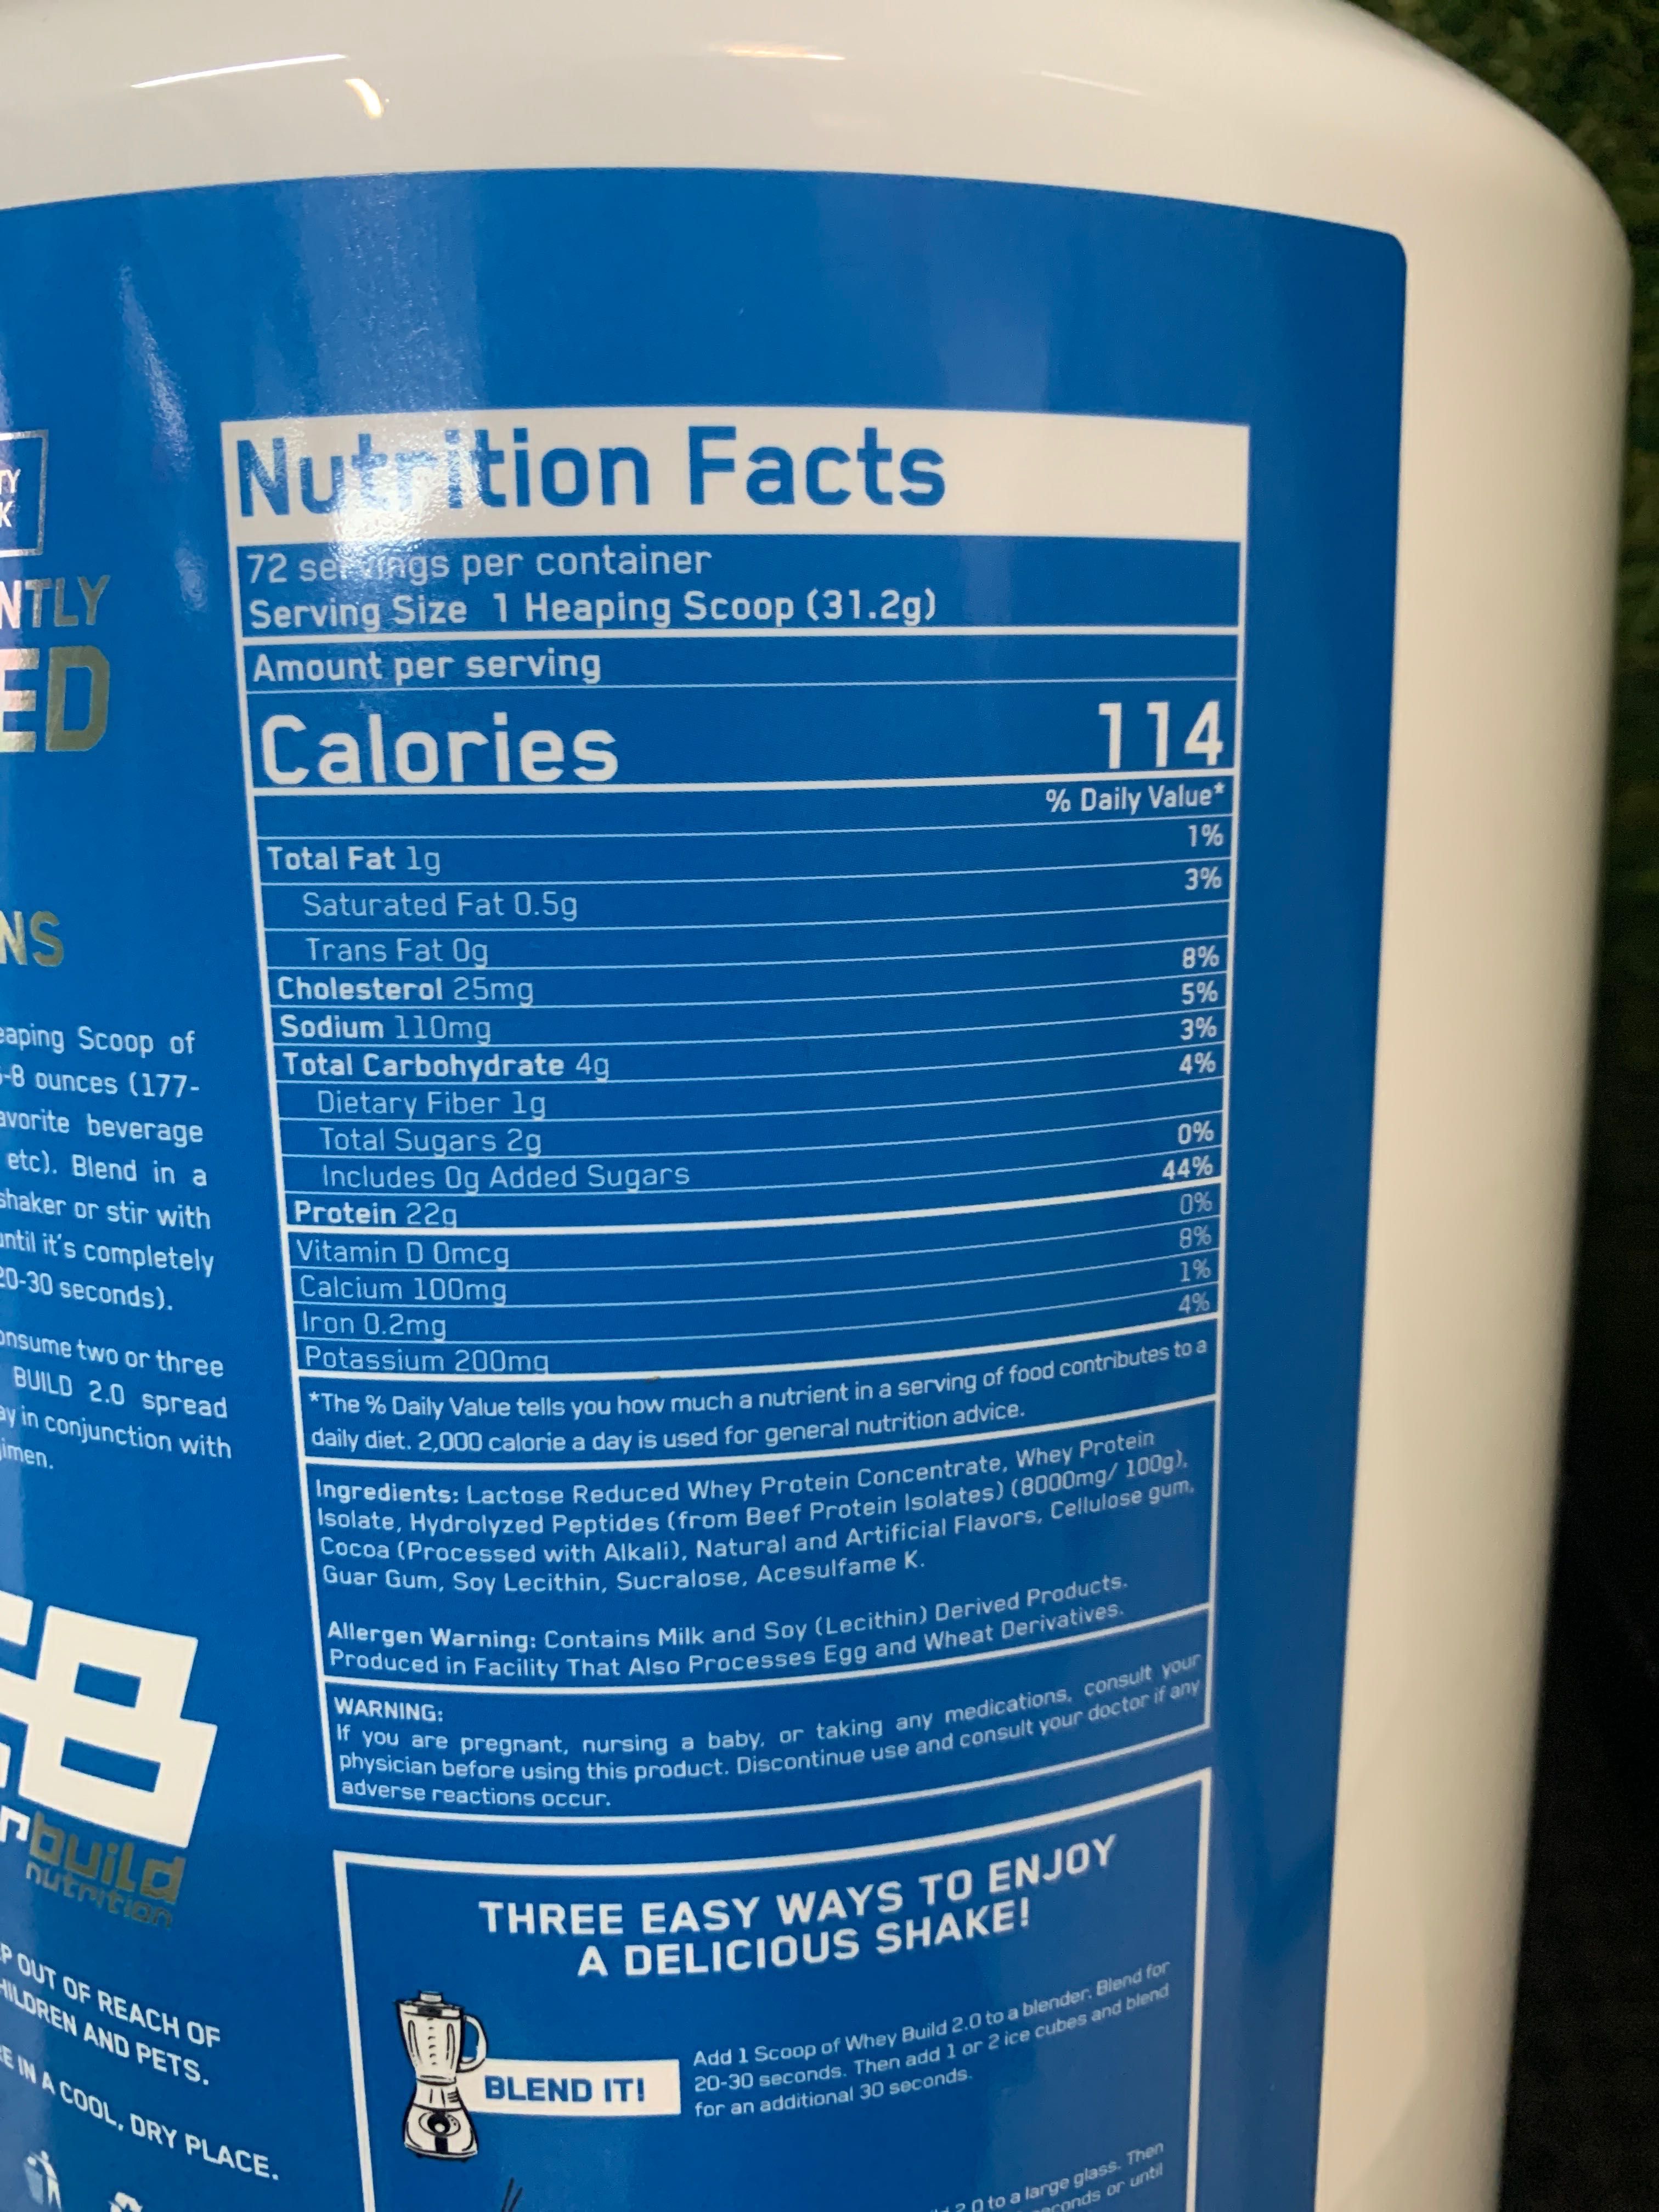 TY
K
NTLY
ED
NS
eaping Scoop of
-8 ounces (177-
avorite beverage
etc). Blend in a
shaker or stir with
until it's completely
20-30 seconds).
onsume two or three
BUILD 2.0 spread
ay in conjunction with
imen.
build
nutrition
P OUT OF REACH OF
HILDREN AND PETS.
E IN A COOL, DRY PLACE.
Nutrition Facts
72 servings per container
Serving Size 1 Heaping Scoop (31.2g)
Amount per serving
Calories 114
% Daily Value*
Total Fat 1g 1%
Saturated Fat 0.5g 3%
Trans Fat 0g
Cholesterol 25mg 8%
Sodium 110mg 5%
Total Carbohydrate 4g 3%
Dietary Fiber 1g 4%
Total Sugars 2g
Includes 0g Added Sugars 0%
Protein 22g 44%
Vitamin D 0mcg 0%
Calcium 100mg 8%
Iron 0.2mg 1%
Potassium 200mg 4%
*The % Daily Value tells you how much a nutrient in a serving of food contributes to a
daily diet. 2,000 calorie a day is used for general nutrition advice.
Ingredients: Lactose Reduced Whey Protein Concentrate, Whey Protein
Isolate, Hydrolyzed Peptides (from Beef Protein Isolates) (8000mg/ 100g),
Cocoa (Processed with Alkali), Natural and Artificial Flavors, Cellulose gum,
Guar Gum, Soy Lecithin, Sucralose, Acesulfame K.
Allergen Warning: Contains Milk and Soy (Lecithin) Derived Products.
Produced in Facility That Also Processes Egg and Wheat Derivatives.
WARNING:
If you are pregnant, nursing a baby, or taking any medications, consult your
physician before using this product. Discontinue use and consult your doctor if any
adverse reactions occur.
THREE EASY WAYS TO ENJOY
A DELICIOUS SHAKE!
BLEND IT!
Add 1 Scoop of Whey Build 2.0 to a blender. Blend for
20-30 seconds. Then add 1 or 2 ice cubes and blend
for an additional 30 seconds.
2.0 to a large glass. Then
seconds or until